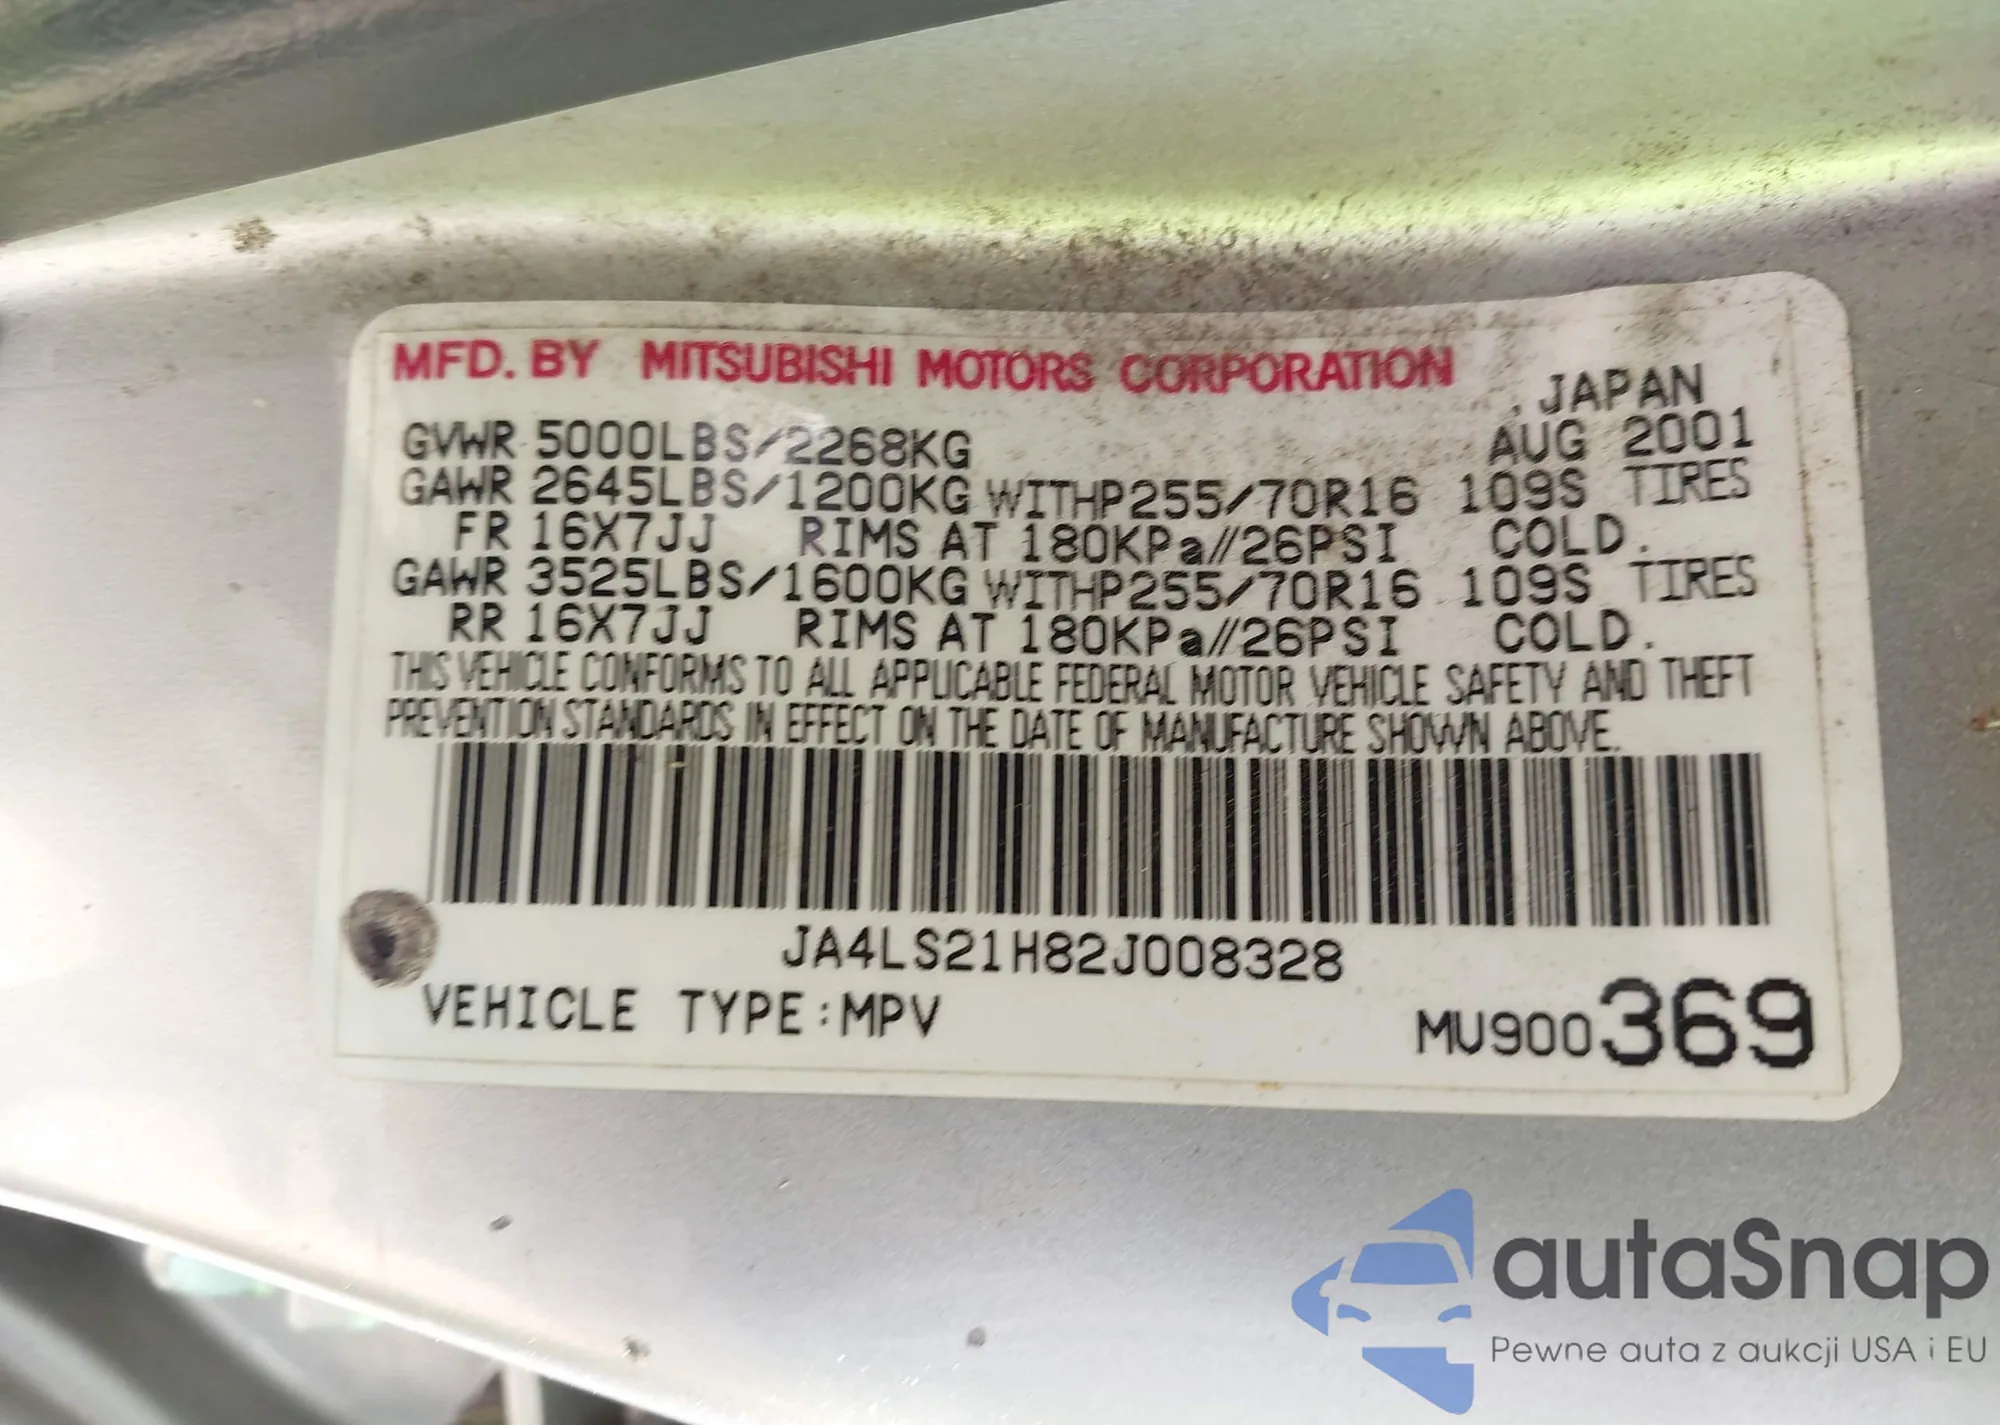 MFD. BY MITSUBISHI MOTORS CORPORATION
, JAPAN
GVWR 5000LBS/2268KG AUG 2001
GAWR 2645LBS/1200KG WITHP255/70R16 109S TIRES
FR 16X7JJ RIMS AT 180KPa//26PSI COLD.
GAWR 3525LBS/1600KG WITHP255/70R16 109S TIRES
RR 16X7JJ RIMS AT 180KPa//26PSI COLD.
THIS VEHICLE CONFORMS TO ALL APPLICABLE FEDERAL MOTOR VEHICLE SAFETY AND THEFT
PREVENTION STANDARDS IN EFFECT ON THE DATE OF MANUFACTURE SHOWN ABOVE.
JA4LS21H82J008328
VEHICLE TYPE:MPV MU900369
autaSnap
Pewne auta z aukcji USA i EU